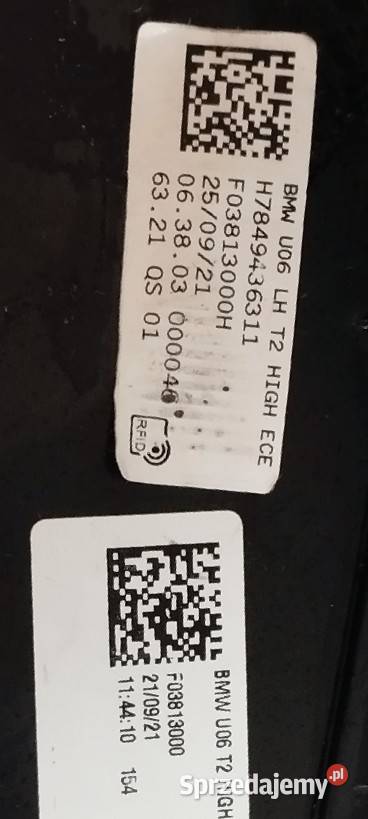 BMW U06 LH T2 HIGH ECE
H7849436311
F03813000H
25/09/21
06.38.03 000046
63.21 QS 01
RFID
BMW U06 T2 HIGH
F03813000
21/09/21
11:44:10 154
Sprzedajemy.pl